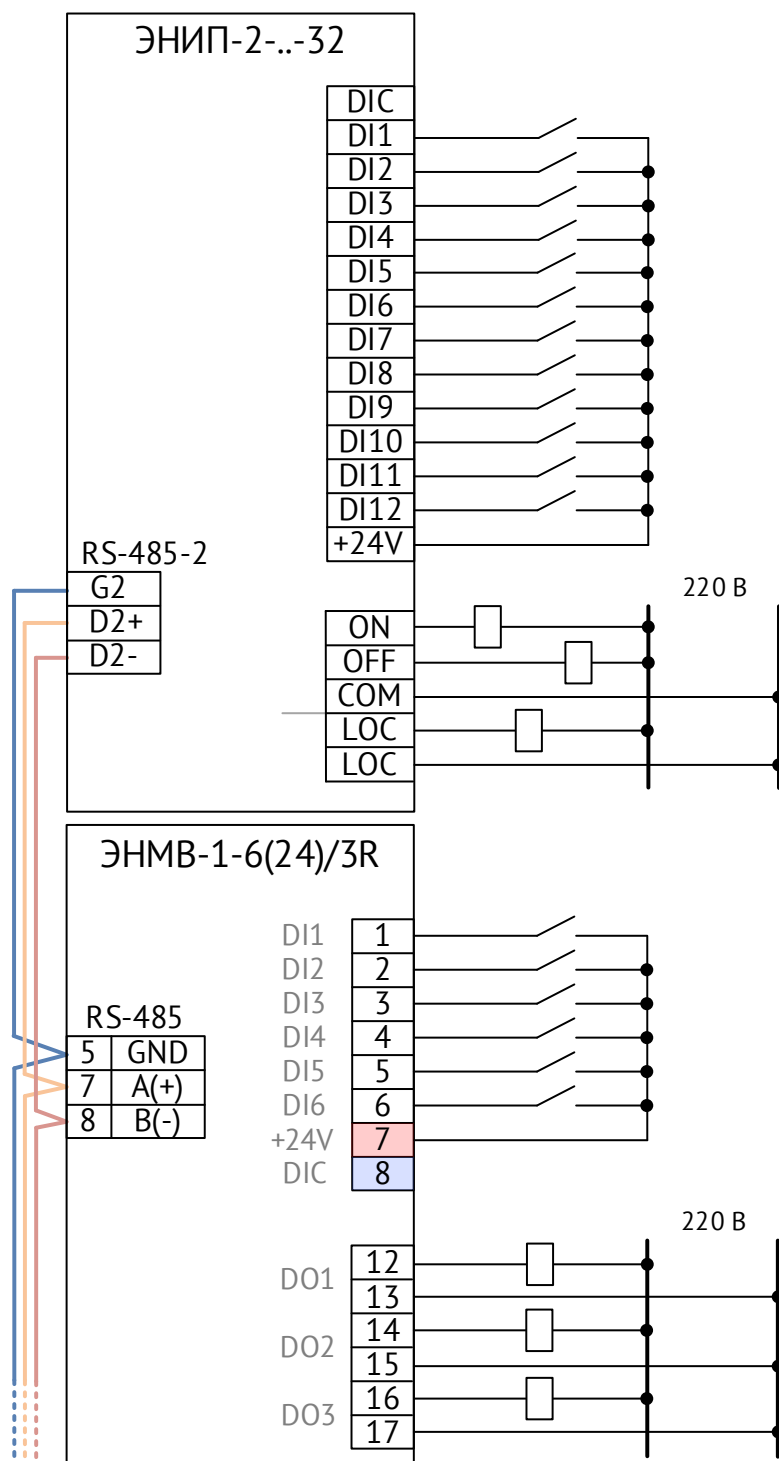 ЭНИП-2-..-32
DIC
DI1
DI2
DI3
DI4
DI5
DI6
DI7
DI8
DI9
DI10
DI11
DI12
+24V
RS-485-2
G2
D2+
D2-
220 В
ON
OFF
COM
LOC
LOC
ЭНМВ-1-6(24)/3R
DI1 1
DI2 2
DI3 3
DI4 4
DI5 5
DI6 6
+24V 7
DIC 8
RS-485
5 GND
7 A(+)
8 B(-)
220 В
DO1 12
13
DO2 14
15
DO3 16
17